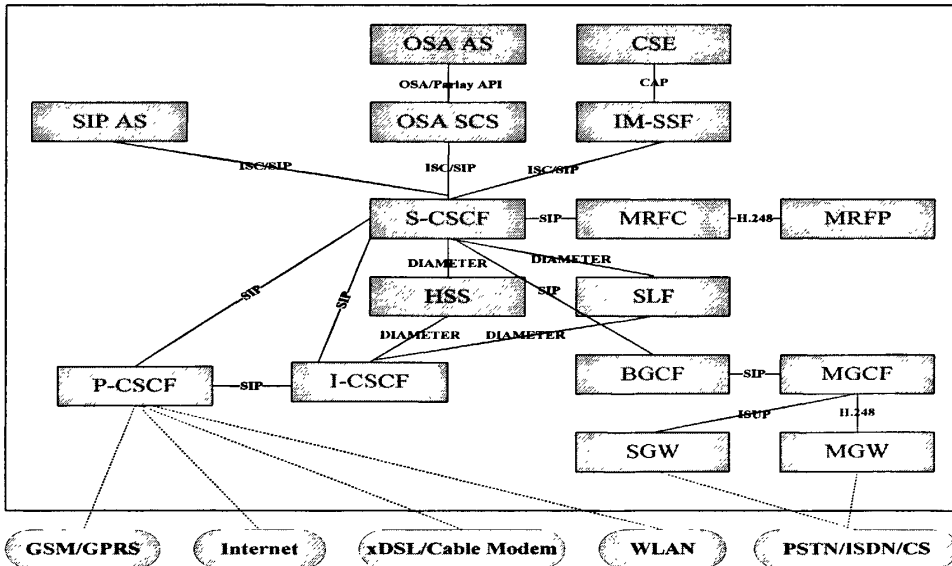 OSA AS
CSE
OSA/Parlay API
CAP
SIP AS
OSA SCS
IM-SSF
ISC/SIP
ISC/SIP
ISC/SIP
S-CSCF
SIP
MRFC
H.248
MRFP
DIAMETER
DIAMETER
SIP
SIP
HSS
SIP
SLF
DIAMETER
DIAMETER
P-CSCF
SIP
I-CSCF
BGCF
SIP
MGCF
ISUP
H.248
SGW
MGW
GSM/GPRS
Internet
xDSL/Cable Modem
WLAN
PSTN/ISDN/CS